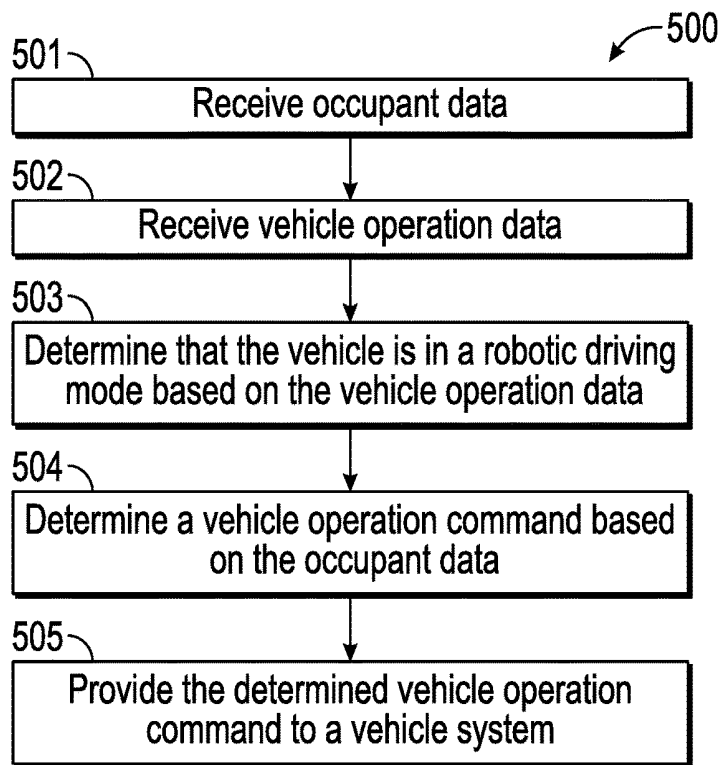 500
501
Receive occupant data
502
Receive vehicle operation data
503
Determine that the vehicle is in a robotic driving
mode based on the vehicle operation data
504
Determine a vehicle operation command based
on the occupant data
505
Provide the determined vehicle operation
command to a vehicle system